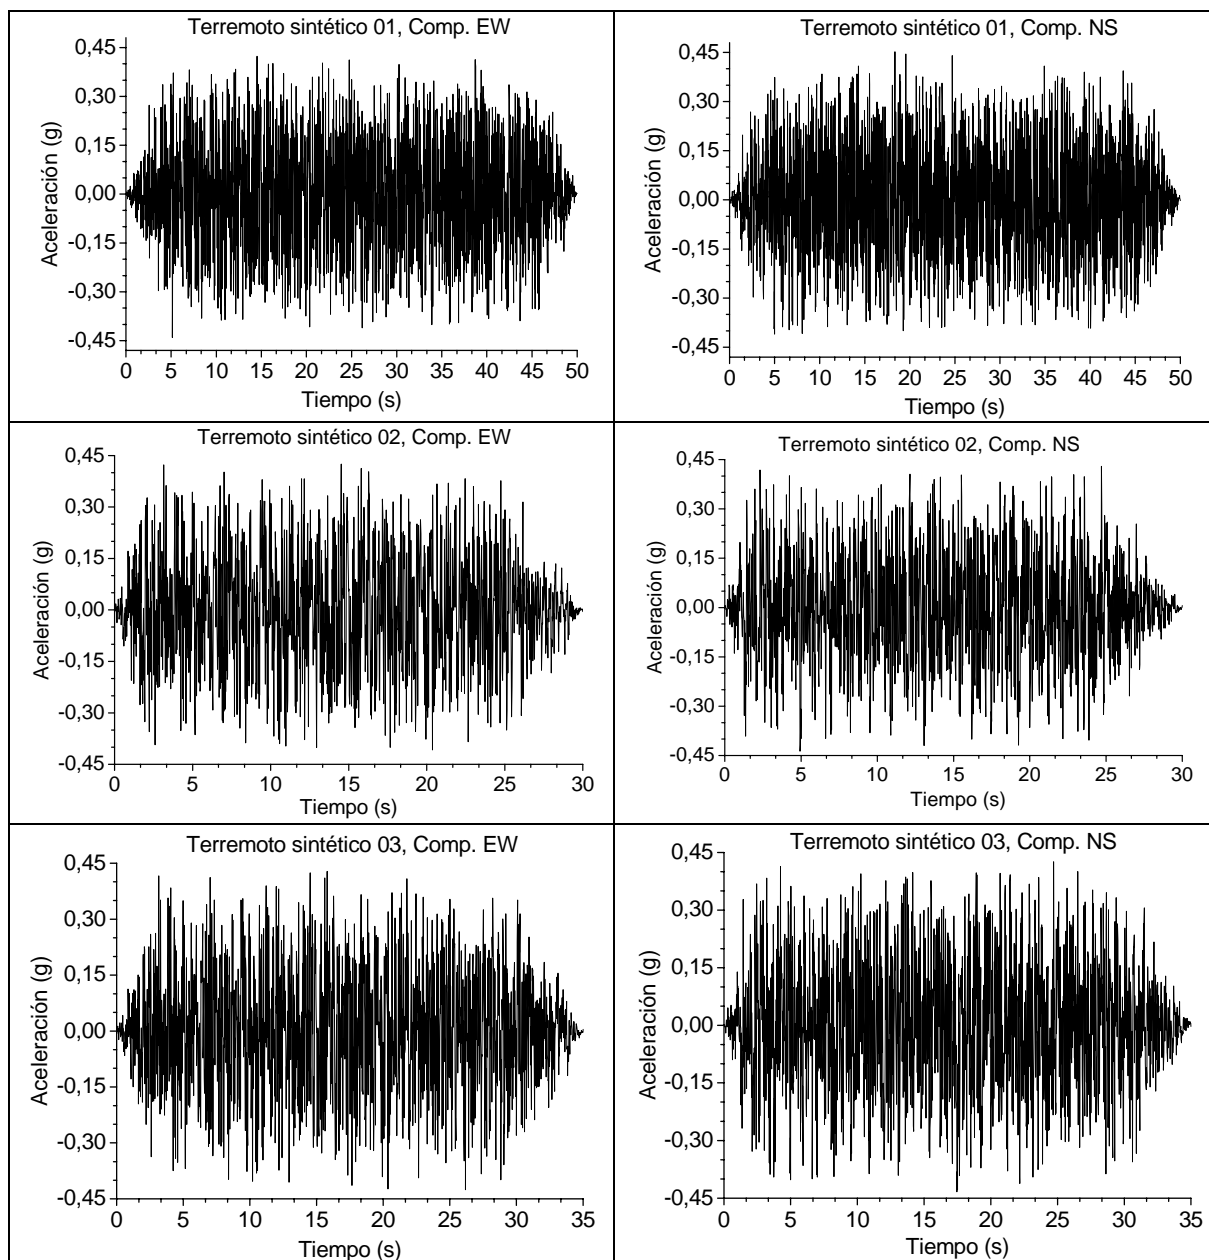 Terremoto sintético 01, Comp. EW
0,45
0,30
0,15
0,00
-0,15
-0,30
-0,45
Aceleración (g)
0 5 10 15 20 25 30 35 40 45 50
Tiempo (s)
Terremoto sintético 01, Comp. NS
0,45
0,30
0,15
0,00
-0,15
-0,30
-0,45
Aceleración (g)
0 5 10 15 20 25 30 35 40 45 50
Tiempo (s)
Terremoto sintético 02, Comp. EW
0,45
0,30
0,15
0,00
-0,15
-0,30
-0,45
Aceleración (g)
0 5 10 15 20 25 30
Tiempo (s)
Terremoto sintético 02, Comp. NS
0,45
0,30
0,15
0,00
-0,15
-0,30
-0,45
Aceleración (g)
0 5 10 15 20 25 30
Tiempo (s)
Terremoto sintético 03, Comp. EW
0,45
0,30
0,15
0,00
-0,15
-0,30
-0,45
Aceleración (g)
0 5 10 15 20 25 30 35
Tiempo (s)
Terremoto sintético 03, Comp. NS
0,45
0,30
0,15
0,00
-0,15
-0,30
-0,45
Aceleración (g)
0 5 10 15 20 25 30 35
Tiempo (s)